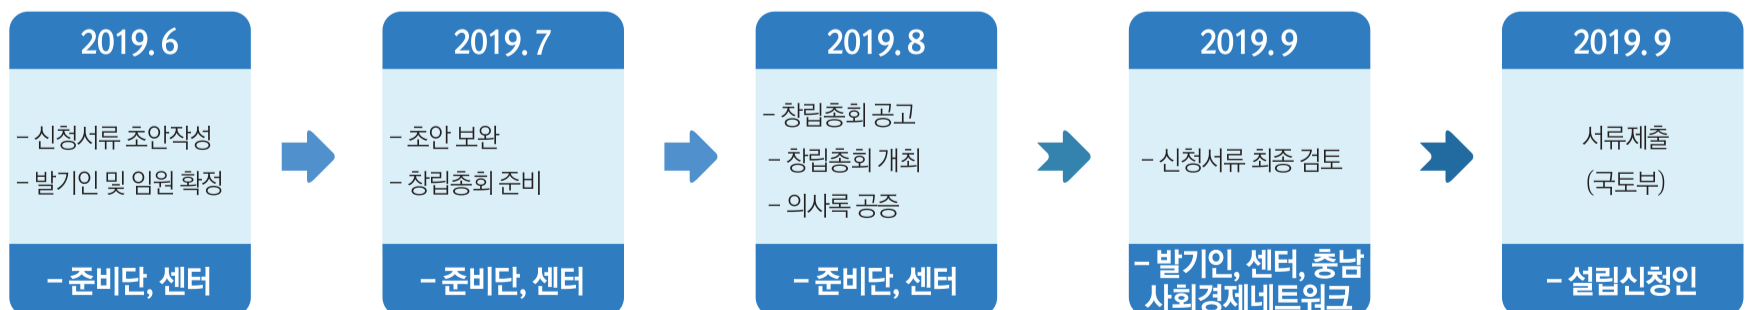 2019. 6
- 신청서류 초안작성
- 발기인 및 임원 확정
- 준비단, 센터
2019. 7
- 초안 보완
- 창립총회 준비
- 준비단, 센터
2019. 8
- 창립총회 공고
- 창립총회 개최
- 의사록 공증
- 준비단, 센터
2019. 9
- 신청서류 최종 검토
- 발기인, 센터, 충남
사회경제네트워크
2019. 9
서류제출
(국토부)
- 설립신청인